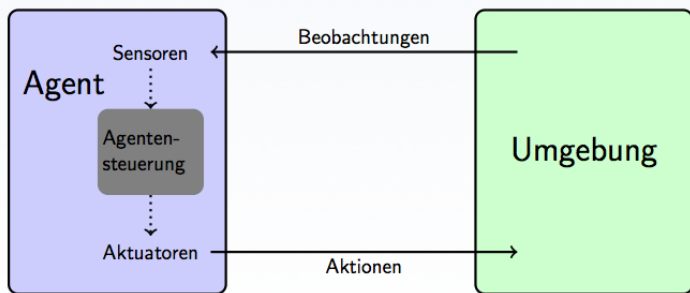 Beobachtungen
Sensoren
Agent
Agenten-
steuerung
Umgebung
Aktuatoren
Aktionen